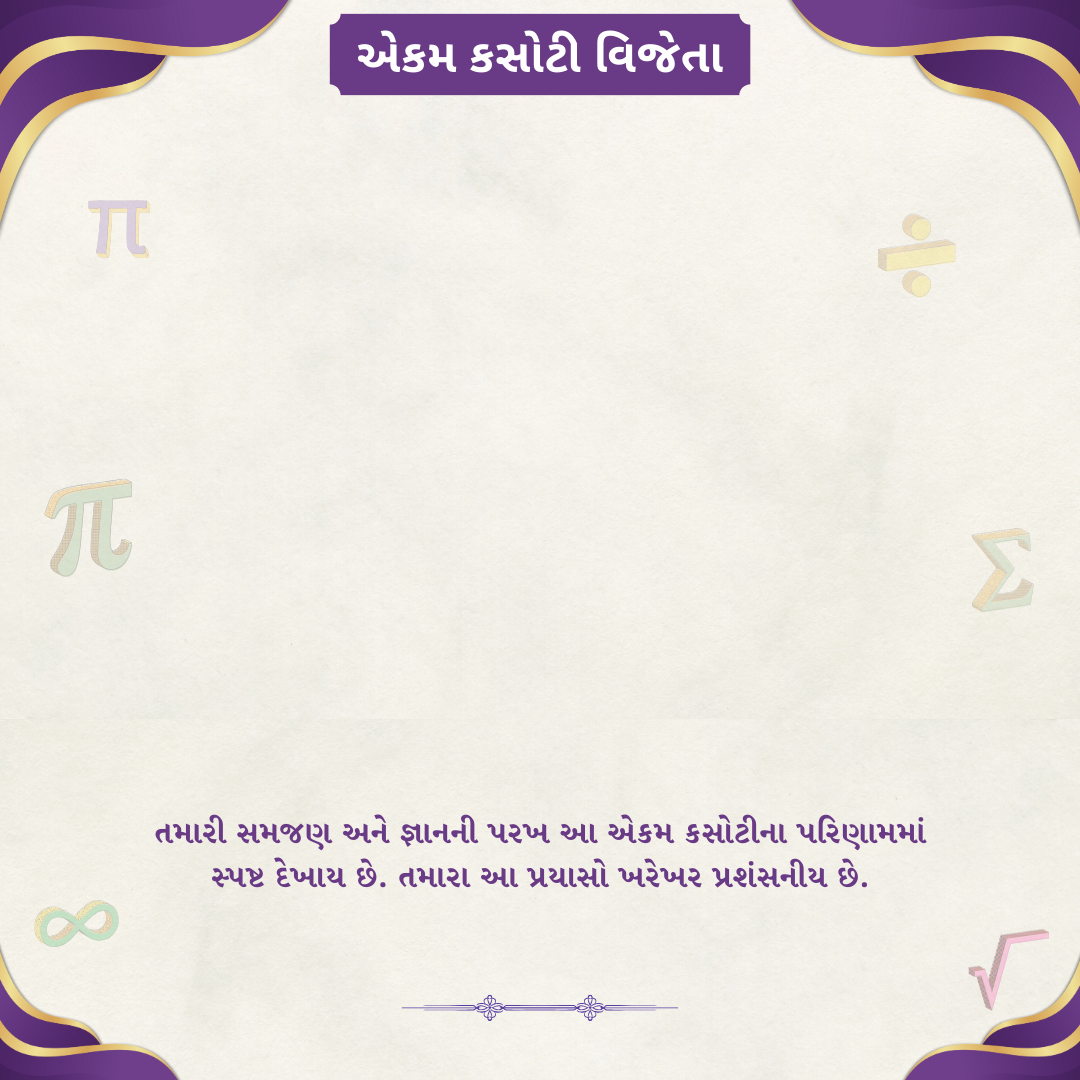 એકમ કસોટી વિજેતા
π
÷
π
Σ
તમારી સમજણ અને જ્ઞાનની પરખ આ એકમ કસોટીના પરિણામમાં
સ્પષ્ટ દેખાય છે. તમારા આ પ્રયાસો ખરેખર પ્રશંસનીય છે.
∞
√